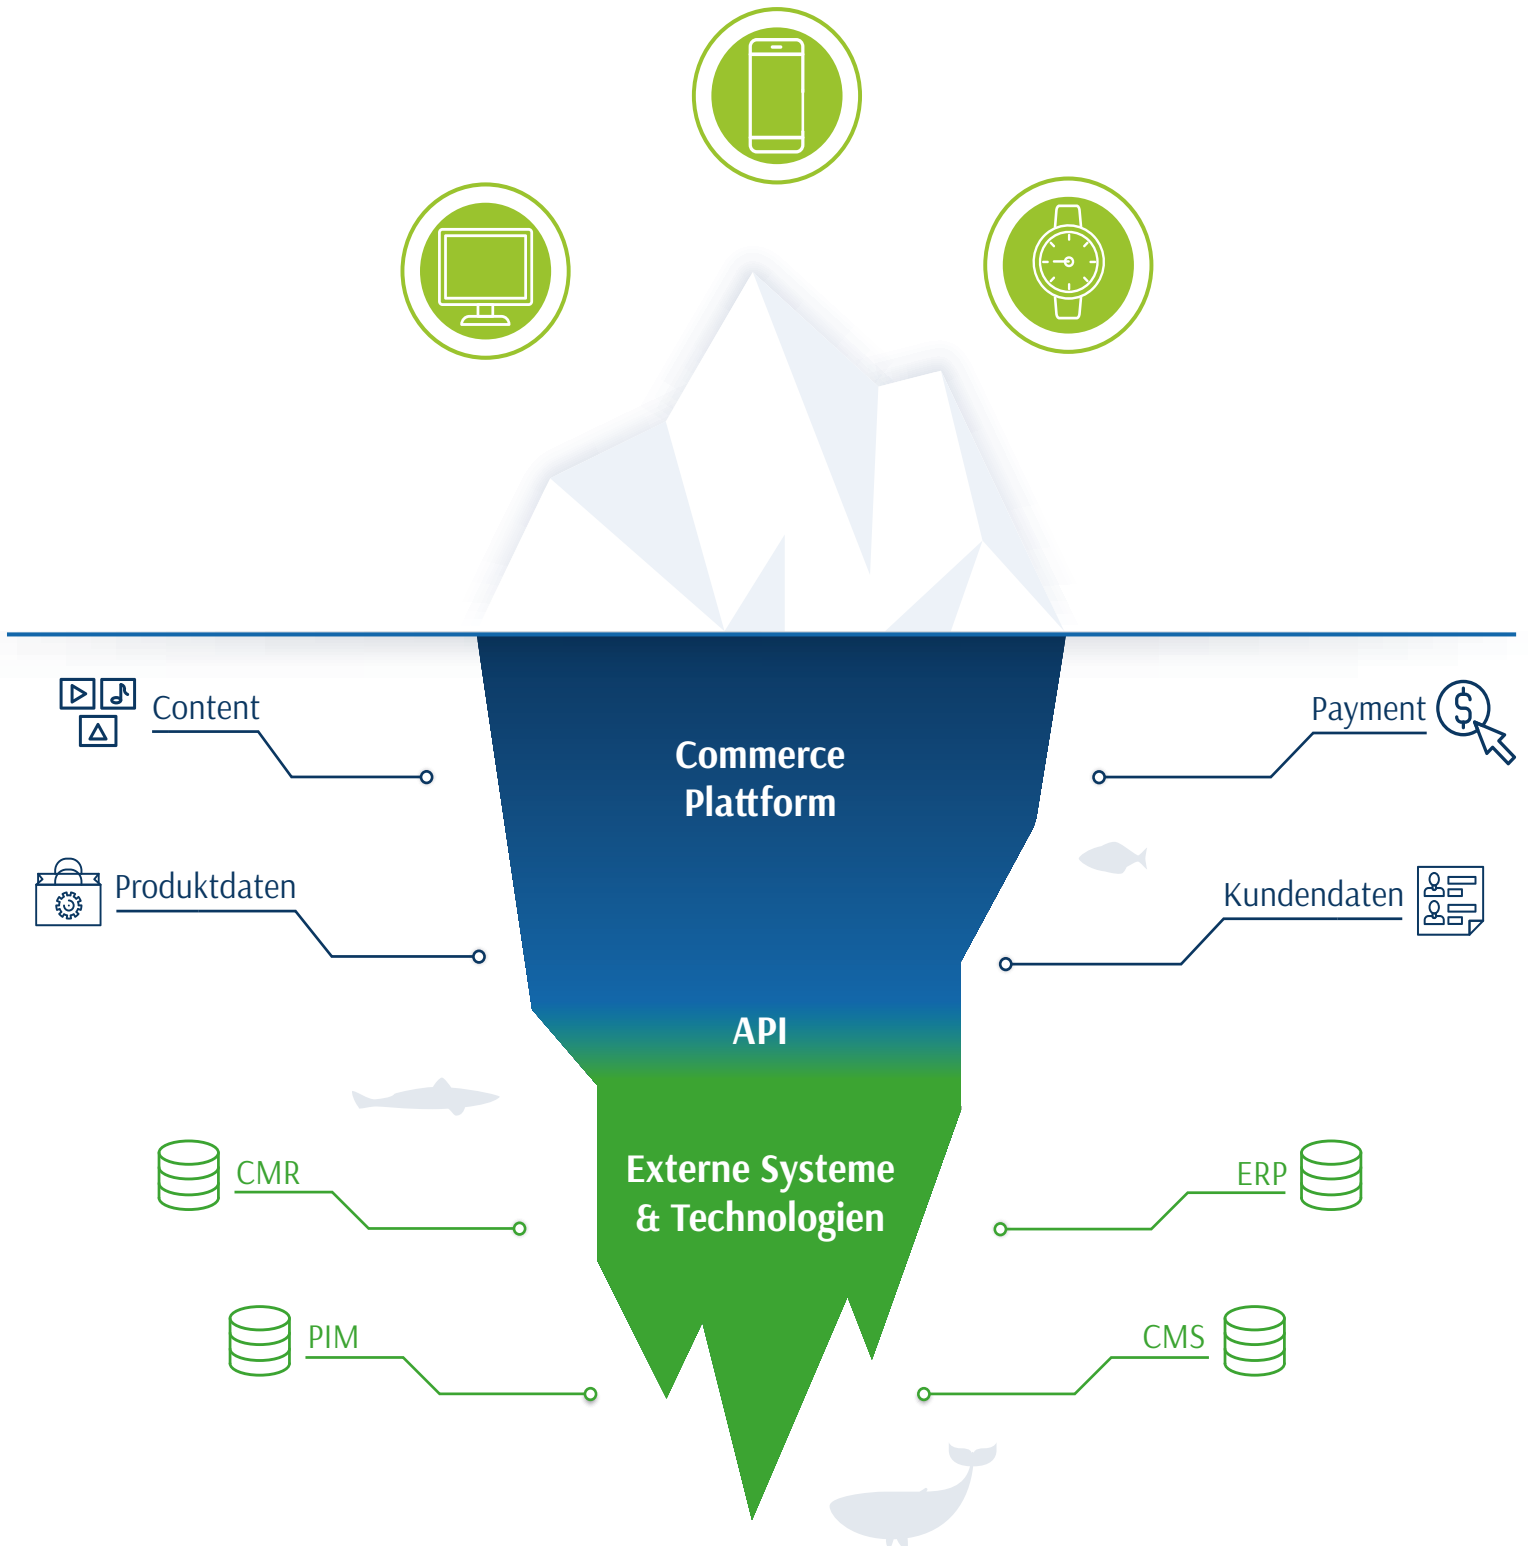 Content
Payment
Commerce
Plattform
Produktdaten
Kundendaten
API
Externe Systeme
& Technologien
CMR
ERP
PIM
CMS